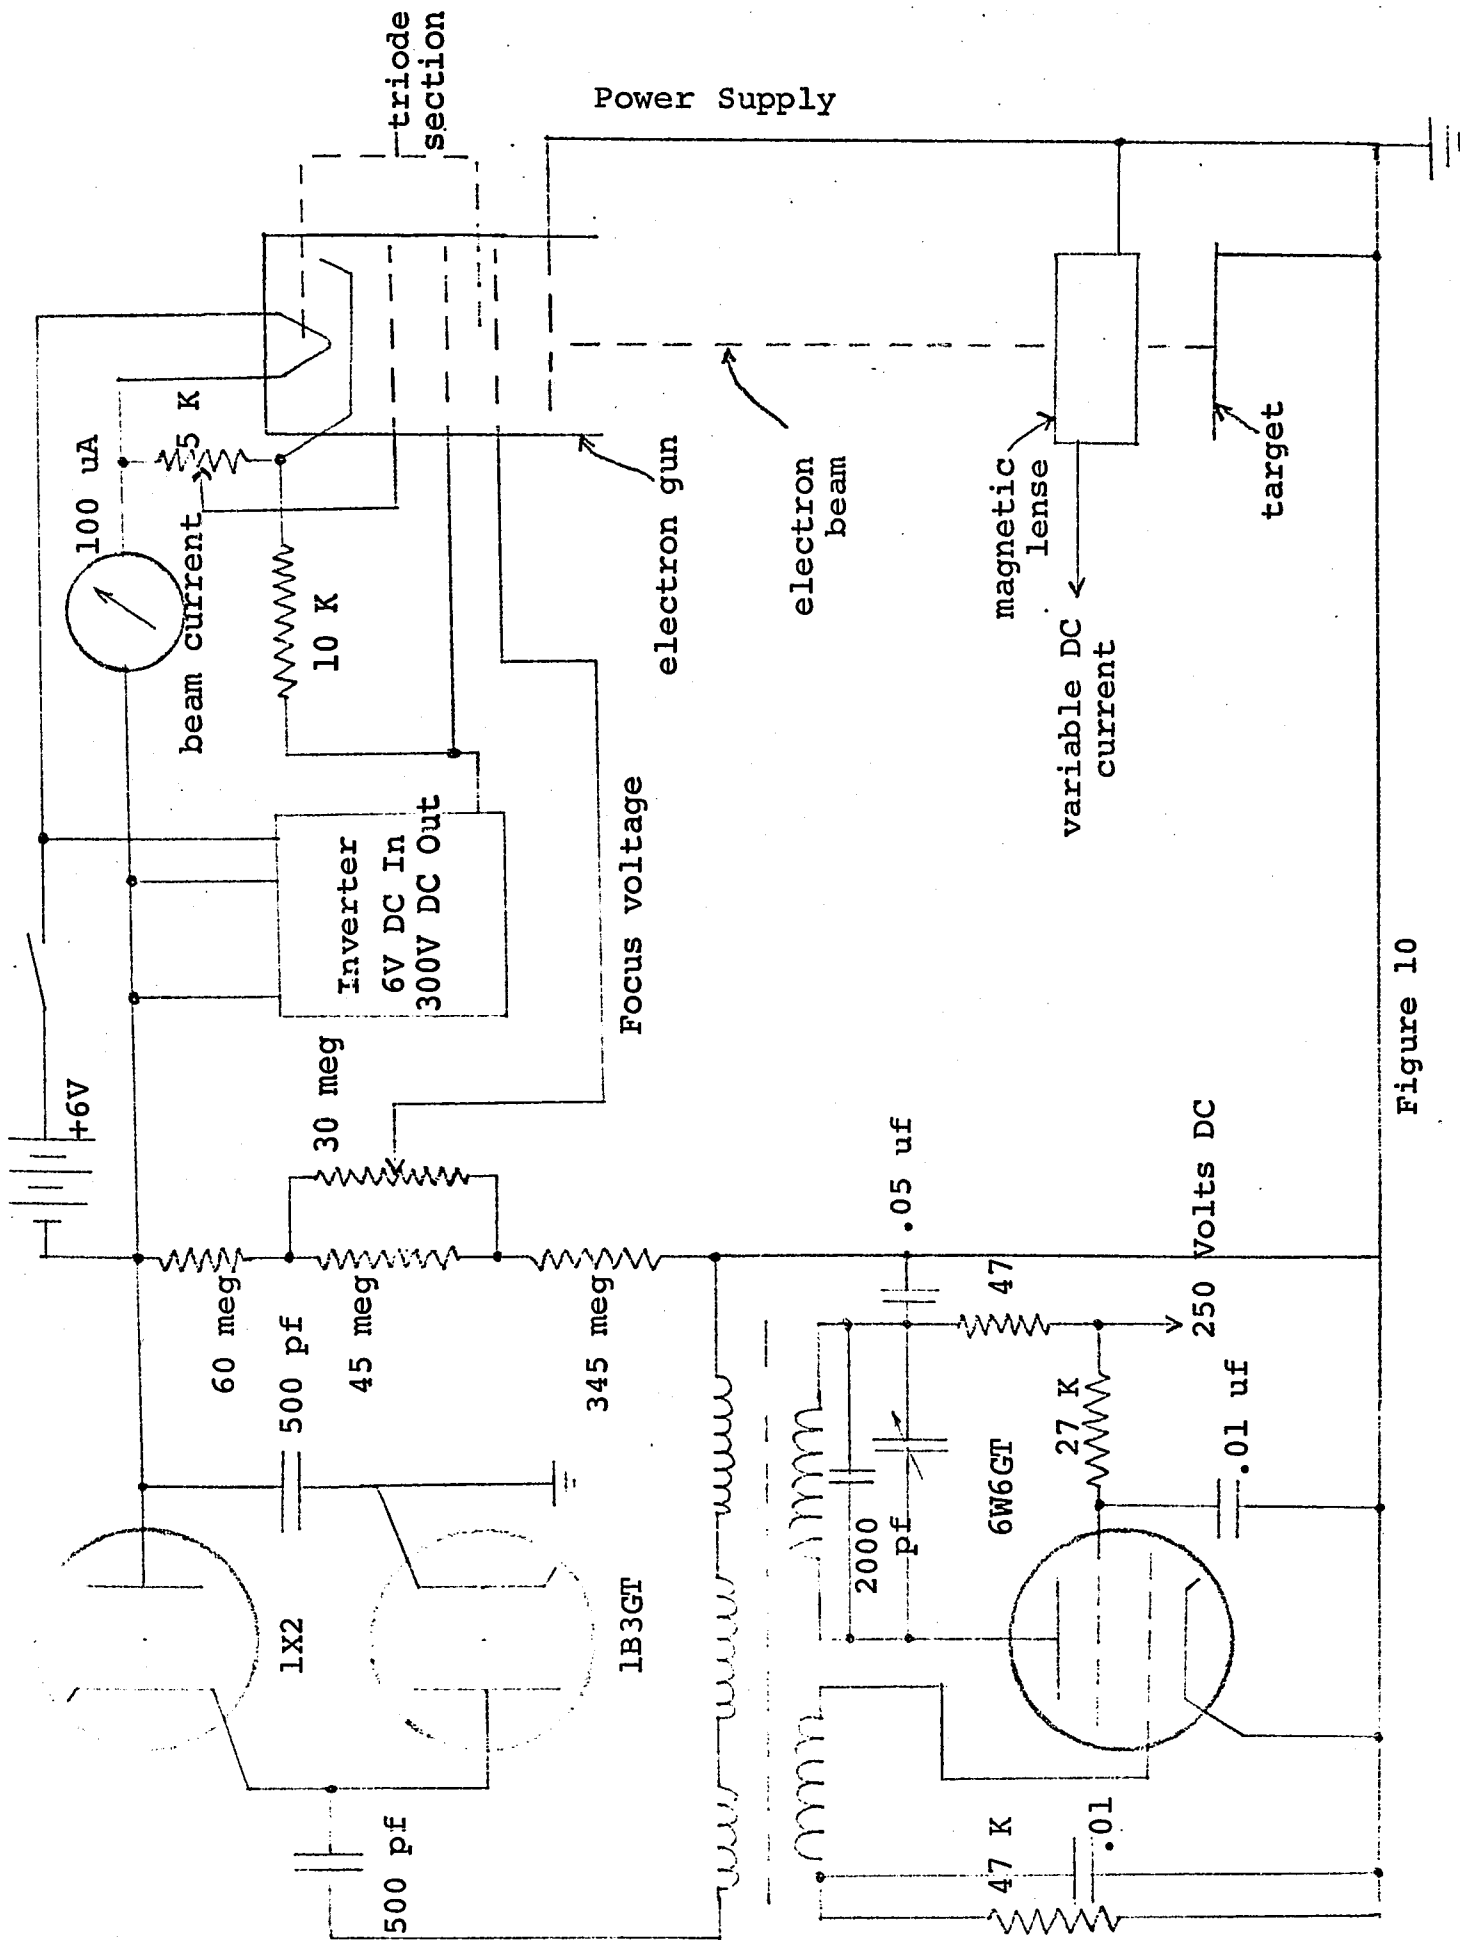 Power Supply
triode
section
100 uA
5 K
beam current
10 K
electron gun
+6V
Inverter
6V DC In
300V DC Out
Focus voltage
30 meg
60 meg
45 meg
345 meg
500 pf
1X2
1B3GT
500 pf
electron
beam
magnetic
lense
variable DC
current
target
.05 uf
47
250 Volts DC
2000
pf
6W6GT
27 K
.01 uf
47 K
.01
Figure 10